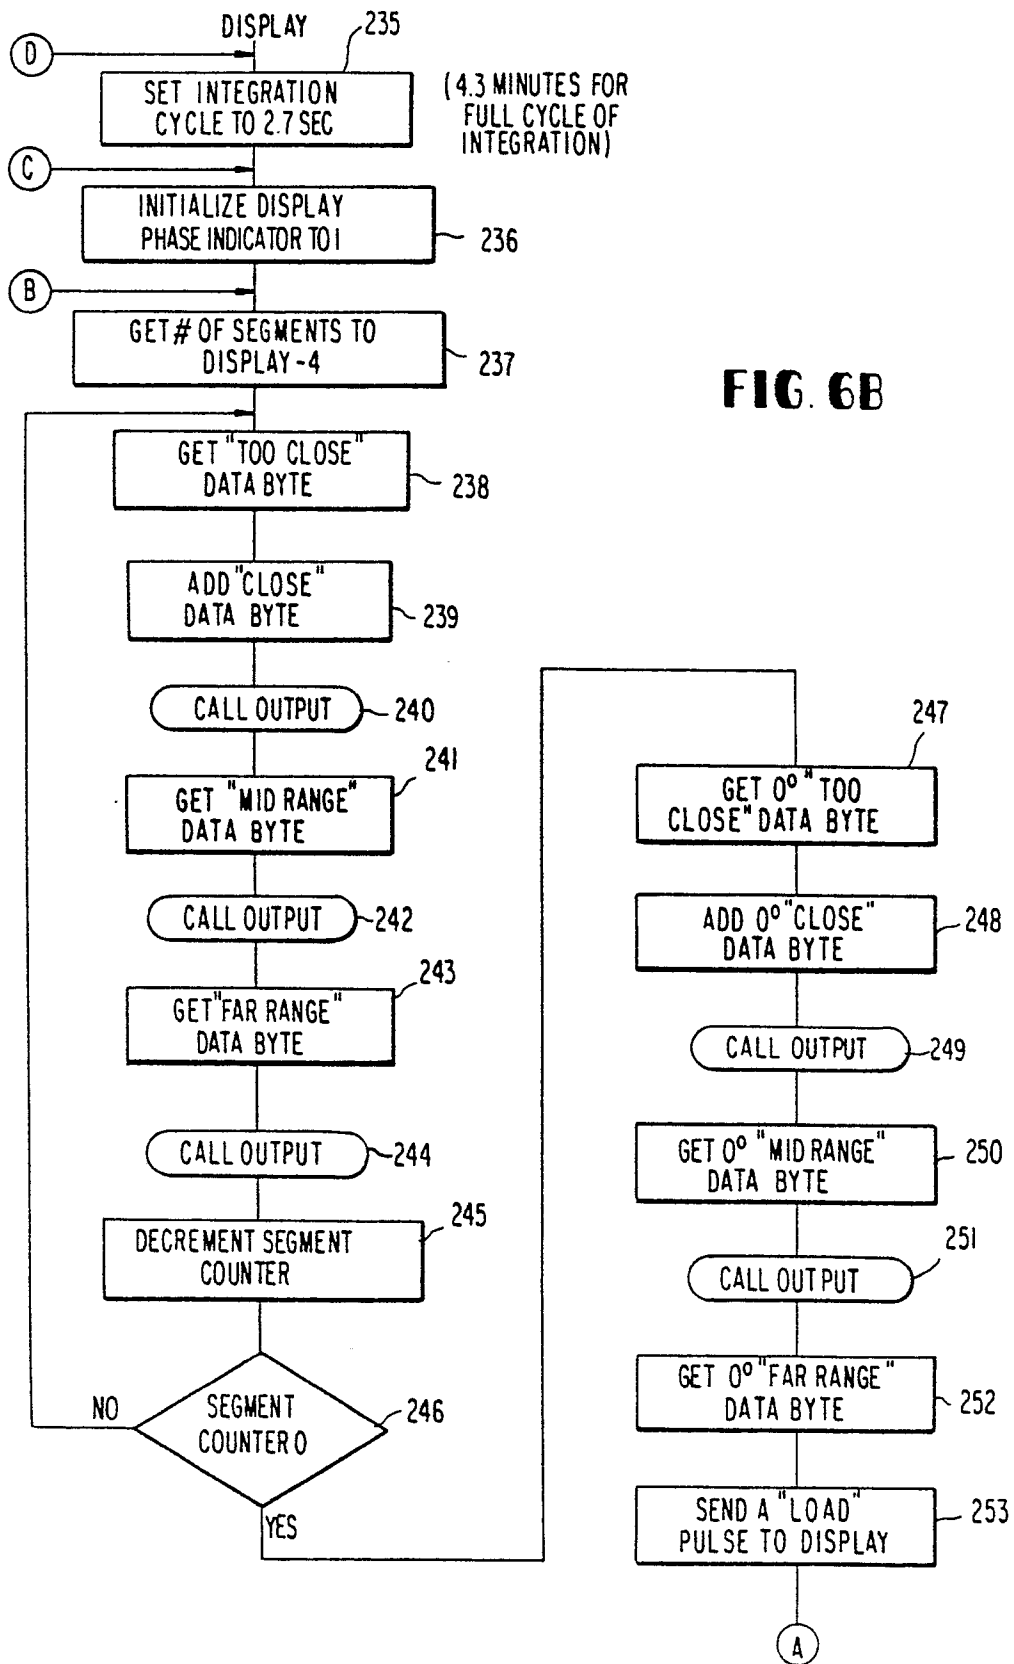 DISPLAY
235
D
SET INTEGRATION
CYCLE TO 2.7 SEC
(4.3 MINUTES FOR
FULL CYCLE OF
INTEGRATION)
C
INITIALIZE DISPLAY
PHASE INDICATOR TO 1
236
B
GET # OF SEGMENTS TO
DISPLAY-4
237
FIG. 6B
GET "TOO CLOSE"
DATA BYTE
238
ADD "CLOSE"
DATA BYTE
239
CALL OUTPUT
240
241
GET "MID RANGE"
DATA BYTE
CALL OUTPUT
242
243
GET "FAR RANGE"
DATA BYTE
CALL OUTPUT
244
245
DECREMENT SEGMENT
COUNTER
NO
SEGMENT
COUNTER 0
246
YES
247
GET 0° "TOO
CLOSE" DATA BYTE
ADD 0° "CLOSE"
DATA BYTE
248
CALL OUTPUT
249
GET 0° "MID RANGE"
DATA BYTE
250
251
CALL OUTPUT
GET 0° "FAR RANGE"
DATA BYTE
252
SEND A "LOAD"
PULSE TO DISPLAY
253
A